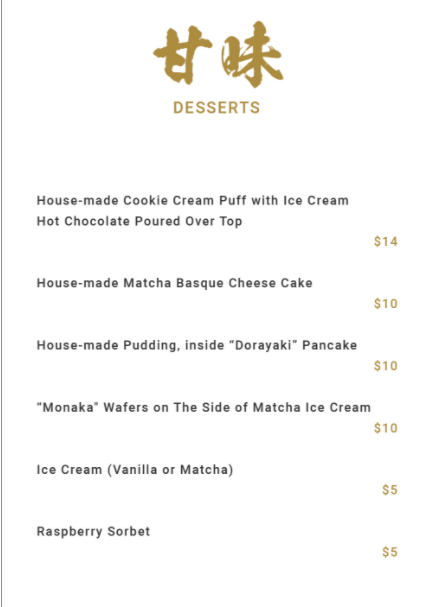 甘味
DESSERTS
House-made Cookie Cream Puff with Ice Cream
Hot Chocolate Poured Over Top
$14
House-made Matcha Basque Cheese Cake
$10
House-made Pudding, inside “Dorayaki” Pancake
$10
“Monaka" Wafers on The Side of Matcha Ice Cream
$10
Ice Cream (Vanilla or Matcha)
$5
Raspberry Sorbet
$5